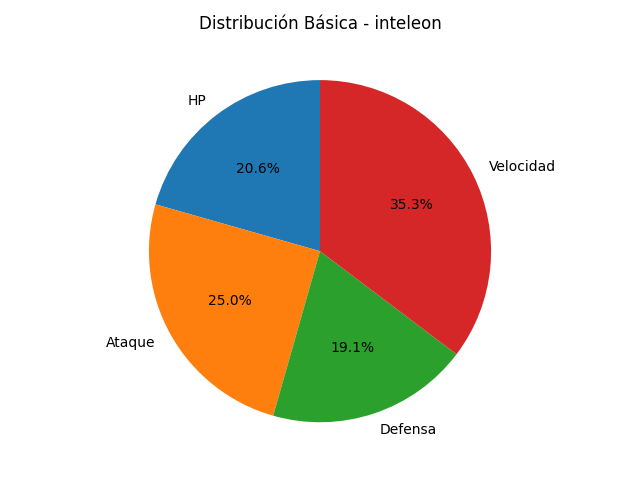 Distribución Básica - inteleon
HP
20.6%
Velocidad
35.3%
25.0%
Ataque
19.1%
Defensa